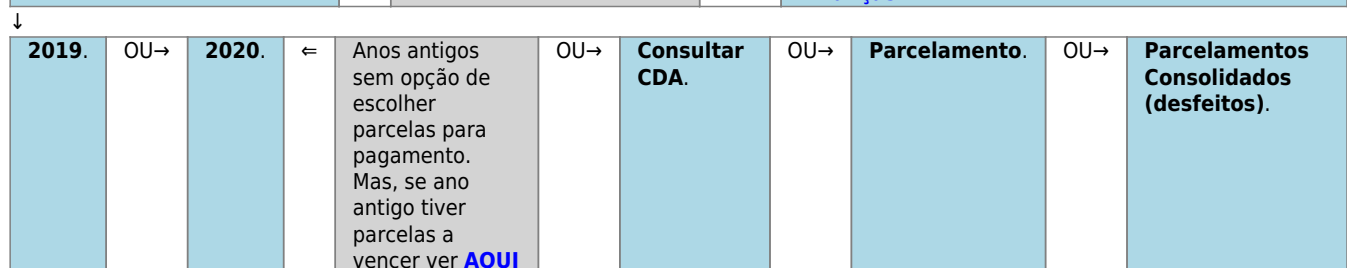 ↓
2019. OU→ 2020. ⇐ Anos antigos OU→ Consultar OU→ Parcelamento. OU→ Parcelamentos
sem opção de CDA. Consolidados
escolher (desfeitos).
parcelas para
pagamento.
Mas, se ano
antigo tiver
parcelas a
vencer ver AQUI